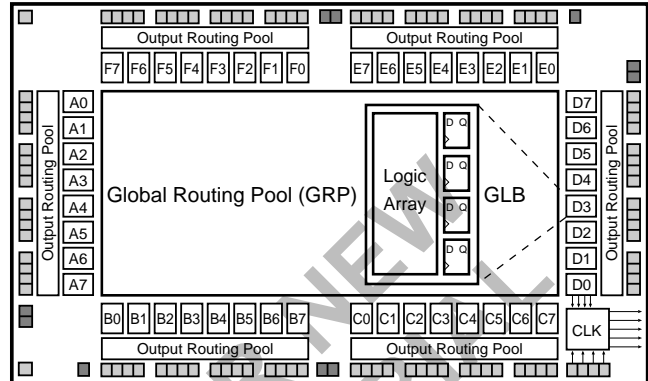 Output Routing Pool
Output Routing Pool
F7 F6 F5 F4 F3 F2 F1 F0
E7 E6 E5 E4 E3 E2 E1 E0
Output Routing Pool
A0
A1
A2
A3
A4
A5
A6
A7
Global Routing Pool (GRP)
Logic
Array
D Q
D Q
D Q
D Q
GLB
D7
D6
D5
D4
D3
D2
D1
D0
Output Routing Pool
B0 B1 B2 B3 B4 B5 B6 B7
C0 C1 C2 C3 C4 C5 C6 C7
CLK
Output Routing Pool
Output Routing Pool